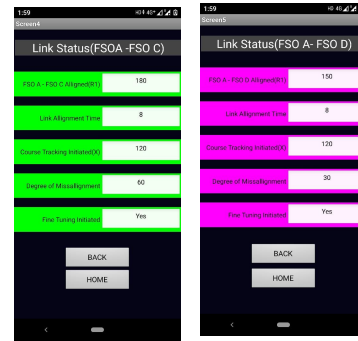 1:59
Screen4
Link Status(FSOA -FSO C)
FSO A - FSO C Alligned(R1) 180
Link Allignment Time 8
Course Tracking Initiated(X) 120
Degree of Missallignment 60
Fine Tuning Initiated Yes
BACK
HOME
1:59
Screen5
Link Status(FSO A- FSO D)
FSO A - FSO D Alligned(R1) 150
Link Allignment Time 8
Course Tracking Initiated(X) 120
Degree of Missallignment 30
Fine Tuning Initiated Yes
BACK
HOME